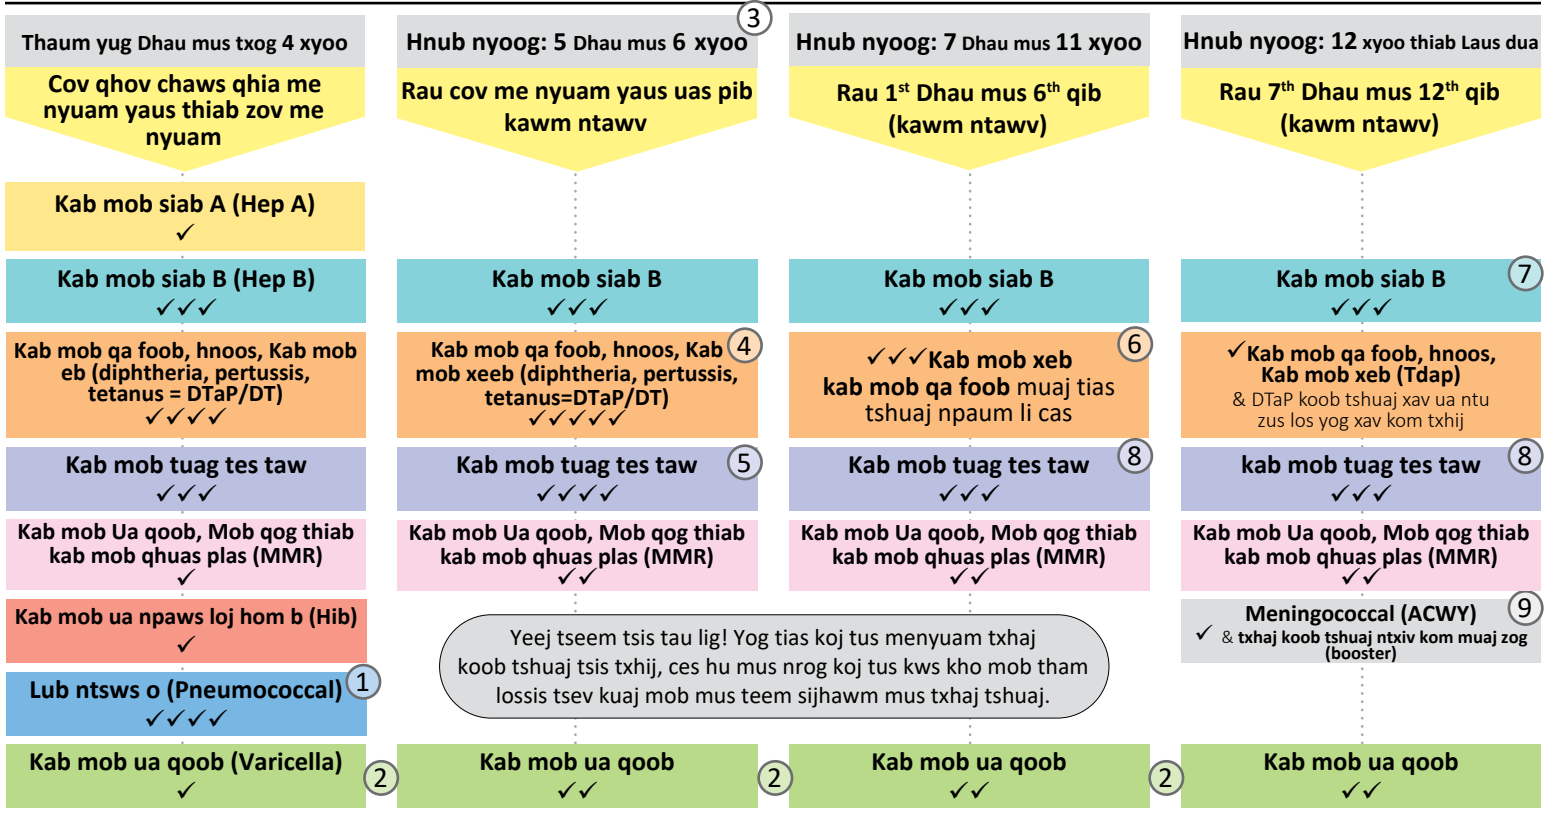 Thaum yug Dhau mus txog 4 xyoo
Cov qhov chaws qhia me
nyuam yaus thiab zov me
nyuam
Kab mob siab A (Hep A)
✓
Kab mob siab B (Hep B)
✓✓✓
Kab mob qa foob, hnoos, Kab mob
eb (diphtheria, pertussis,
tetanus = DTaP/DT)
✓✓✓✓
Kab mob tuag tes taw
✓✓✓
Kab mob Ua qoob, Mob qog thiab
kab mob qhuas plas (MMR)
✓
Kab mob ua npaws loj hom b (Hib)
✓
Lub ntsws o (Pneumococcal) 1
✓✓✓✓
Kab mob ua qoob (Varicella) 2
✓
Hnub nyoog: 5 Dhau mus 6 xyoo 3
Rau cov me nyuam yaus uas pib
kawm ntawv
Kab mob siab B
✓✓✓
Kab mob qa foob, hnoos, Kab 4
mob xeeb (diphtheria, pertussis,
tetanus=DTaP/DT)
✓✓✓✓✓
Kab mob tuag tes taw 5
✓✓✓✓
Kab mob Ua qoob, Mob qog thiab
kab mob qhuas plas (MMR)
✓✓
Kab mob ua qoob 2
✓✓
Hnub nyoog: 7 Dhau mus 11 xyoo
Rau 1st Dhau mus 6th qib
(kawm ntawv)
Kab mob siab B
✓✓✓
✓✓✓Kab mob xeb 6
kab mob qa foob muaj tias
tshuaj npaum li cas
Kab mob tuag tes taw 8
✓✓✓
Kab mob Ua qoob, Mob qog thiab
kab mob qhuas plas (MMR)
✓✓
Kab mob ua qoob 2
✓✓
Hnub nyoog: 12 xyoo thiab Laus dua
Rau 7th Dhau mus 12th qib
(kawm ntawv)
Kab mob siab B 7
✓✓✓
✓Kab mob qa foob, hnoos,
Kab mob xeb (Tdap)
& DTaP koob tshuaj xav ua ntu
zus los yog xav kom txhij
kab mob tuag tes taw 8
✓✓✓
Kab mob Ua qoob, Mob qog thiab
kab mob qhuas plas (MMR)
✓✓
Meningococcal (ACWY) 9
✓ & txhaj koob tshuaj ntxiv kom muaj zog
(booster)
Kab mob ua qoob
✓✓
Yeej tseem tsis tau lig! Yog tias koj tus menyuam txhaj
koob tshuaj tsis txhij, ces hu mus nrog koj tus kws kho mob tham
lossis tsev kuaj mob mus teem sijhawm mus txhaj tshuaj.